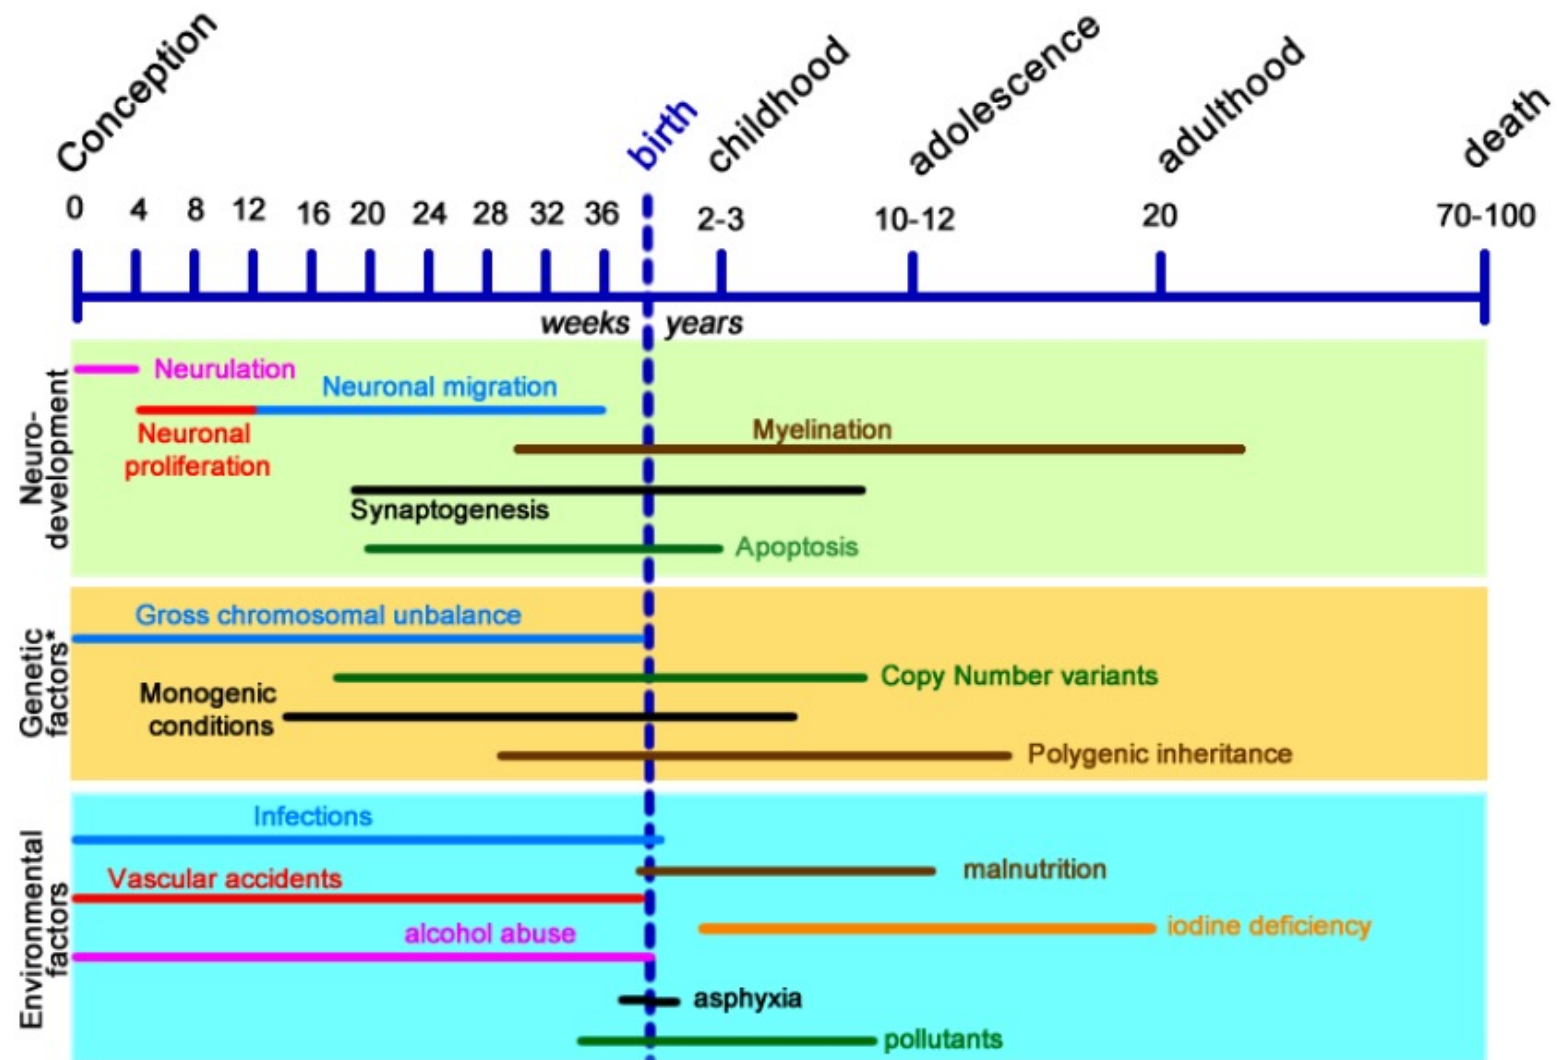 Conception
birth
childhood
adolescence
adulthood
death
0 4 8 12 16 20 24 28 32 36 2-3 10-12 20 70-100
weeks years
Neuro-
development
Neurulation
Neuronal migration
Neuronal
proliferation
Myelination
Synaptogenesis
Apoptosis
Genetic
factors*
Gross chromosomal unbalance
Copy Number variants
Monogenic
conditions
Polygenic inheritance
Environmental
factors
Infections
malnutrition
Vascular accidents
iodine deficiency
alcohol abuse
asphyxia
pollutants